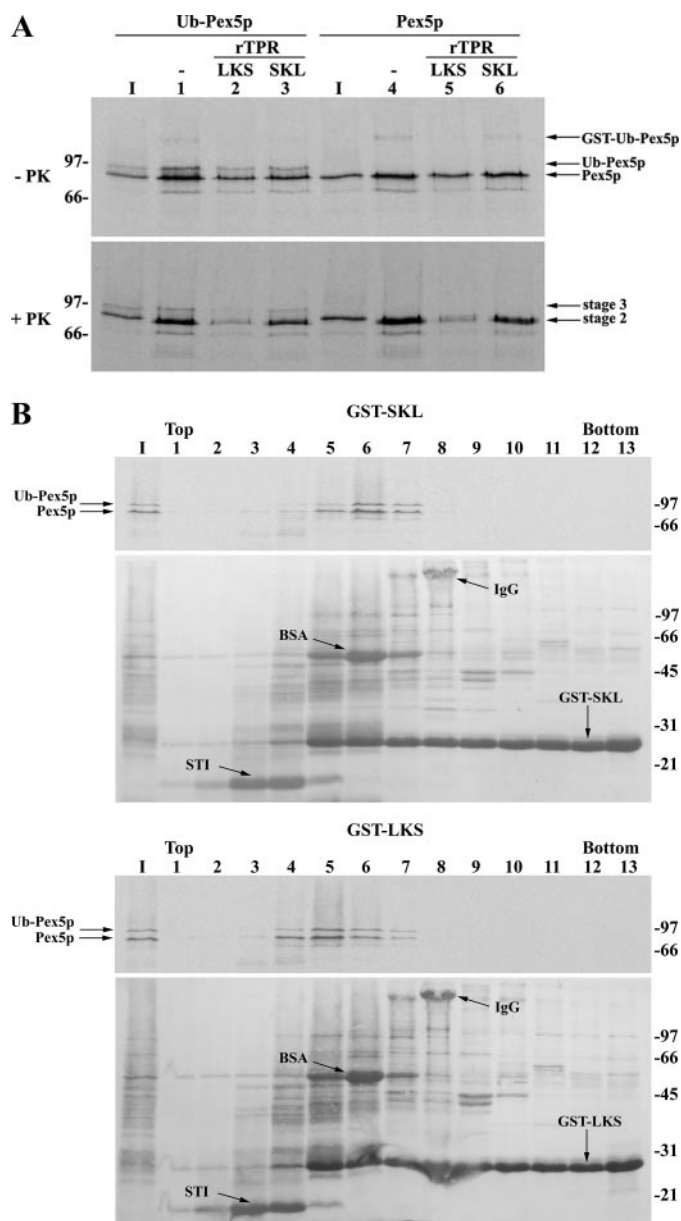 A
Ub-Pex5p Pex5p
rTPR rTPR
I - LKS SKL I - LKS SKL
1 2 3 4 5 6
- PK
97-
66-
GST-Ub-Pex5p
Ub-Pex5p
Pex5p
+ PK
97-
66-
stage 3
stage 2
B
GST-SKL
Top Bottom
I 1 2 3 4 5 6 7 8 9 10 11 12 13
Ub-Pex5p
Pex5p
-97
-66
IgG
BSA
GST-SKL
STI
-97
-66
-45
-31
-21
GST-LKS
Top Bottom
I 1 2 3 4 5 6 7 8 9 10 11 12 13
Ub-Pex5p
Pex5p
-97
-66
IgG
BSA
GST-LKS
STI
-97
-66
-45
-31
-21